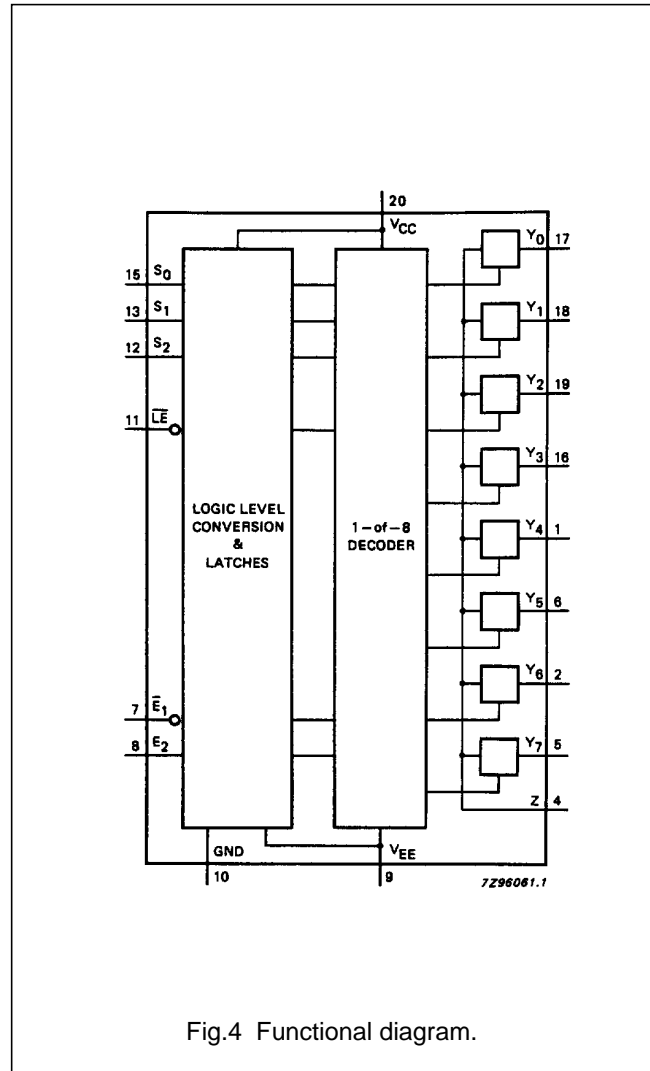 20
VCC
15 S0
13 S1
12 S2
11 L̅E̅
LOGIC LEVEL
CONVERSION
&
LATCHES
1-of-8
DECODER
7 E̅1
8 E2
Y0 17
Y1 18
Y2 19
Y3 16
Y4 1
Y5 6
Y6 2
Y7 5
Z 4
GND
10
VEE
9
7Z96061.1
Fig.4 Functional diagram.